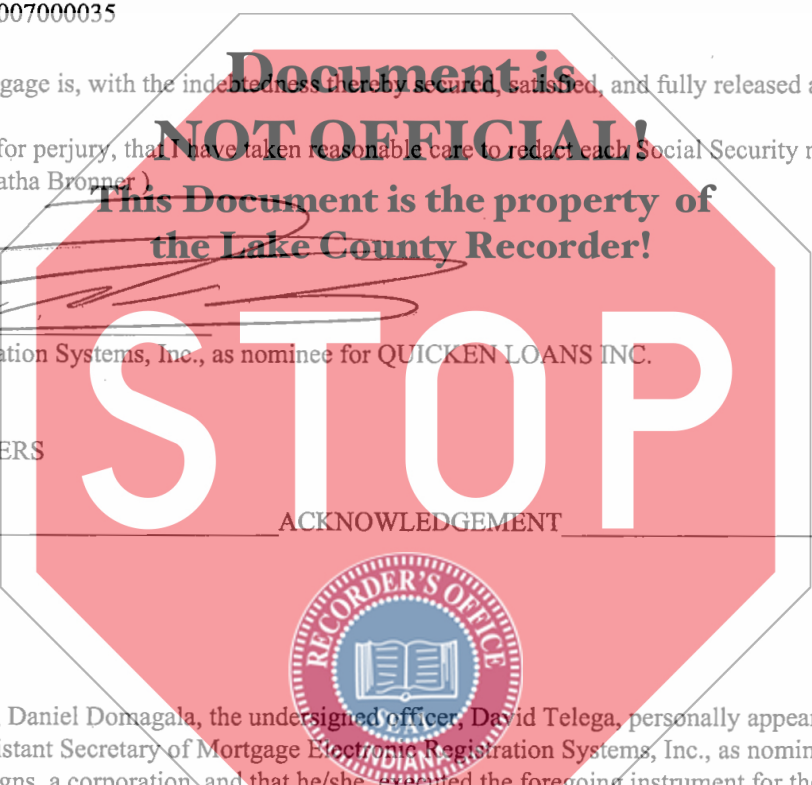 007000035
Document is
gage is, with the indebtedness thereby secured, satisfied, and fully released a
NOT OFFICIAL!
for perjury, that I have taken reasonable care to redact each Social Security n
atha Bronner )
This Document is the property of
the Lake County Recorder!
ation Systems, Inc., as nominee for QUICKEN LOANS INC.
STOP
ERS
ACKNOWLEDGEMENT
RECORDER'S OFFICE
SEAL
INDIANA
Daniel Domagala, the undersigned officer, David Telega, personally appear
istant Secretary of Mortgage Electronic Registration Systems, Inc., as nomin
igns, a corporation, and that he/she, executed the foregoing instrument for the